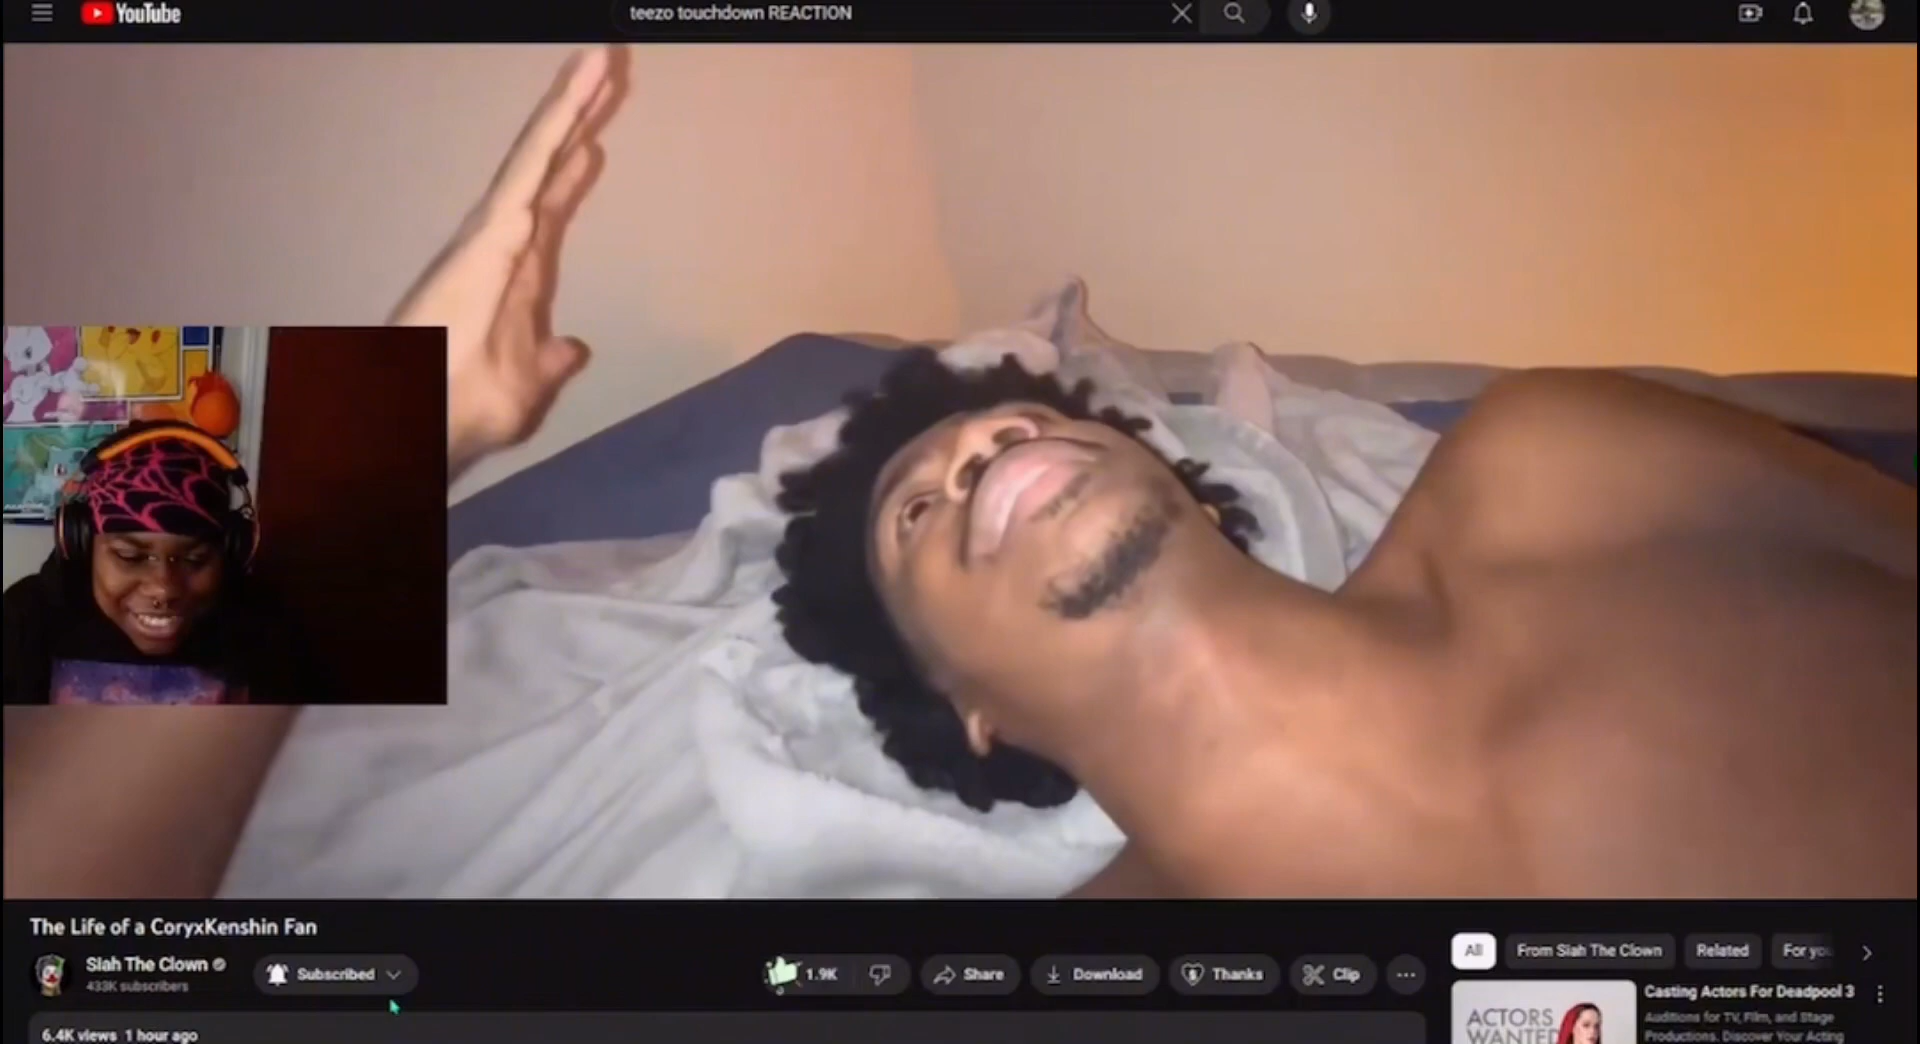 YouTube
teezo touchdown REACTION
The Life of a CoryxKenshin Fan
Siah The Clown
433K subscribers
Subscribed
1.9K
Share
Download
Thanks
Clip
6.4K views 1 hour ago
All
From Siah The Clown
Related
For you
Casting Actors For Deadpool 3
Auditions for TV, Film, and Stage
Productions. Discover Your Acting
ACTORS
WANTED